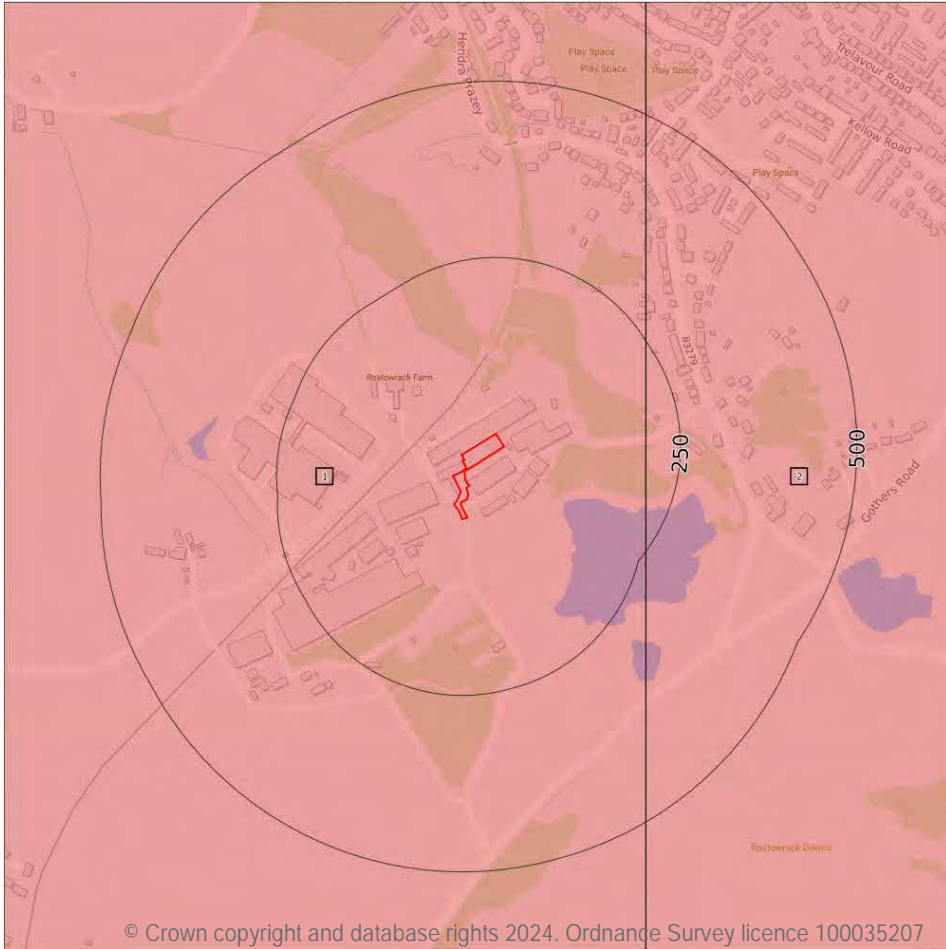 Hendra Prazey
Play Space
Play Space
Play Space
Trelavour Road
Kellow Road
Play Space
B3279
Rostowrack Farm
250
500
1
2
Gothers Road
Rostowrack Downs
© Crown copyright and database rights 2024. Ordnance Survey licence 100035207